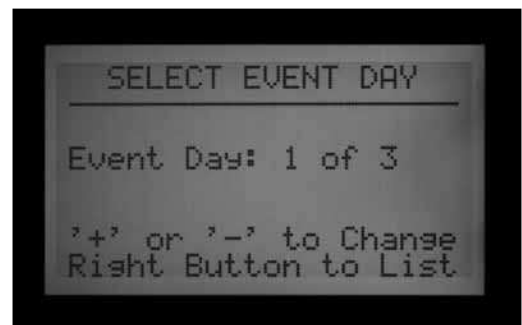 SELECT EVENT DAY
Event Day: 1 of 3
'+' or '-' to Change
Right Button to List